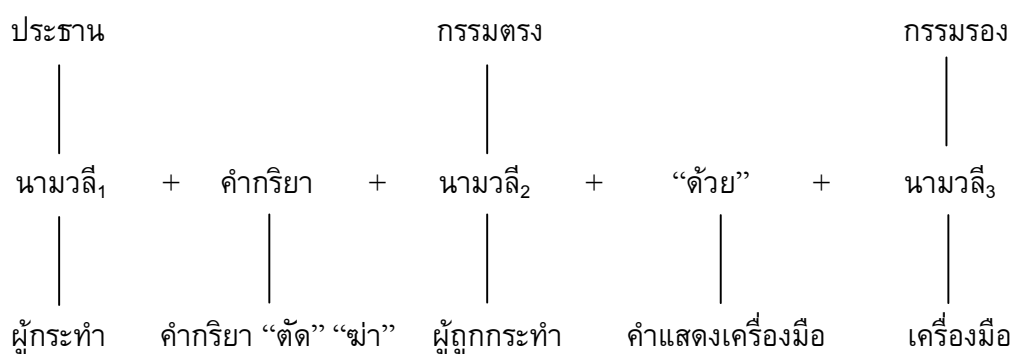 ประธาน กรรมตรง กรรมรอง
นามวลี₁ + คำกริยา + นามวลี₂ + “ด้วย” + นามวลี₃
ผู้กระทำ คำกริยา “ตัด” “ฆ่า” ผู้ถูกกระทำ คำแสดงเครื่องมือ เครื่องมือ